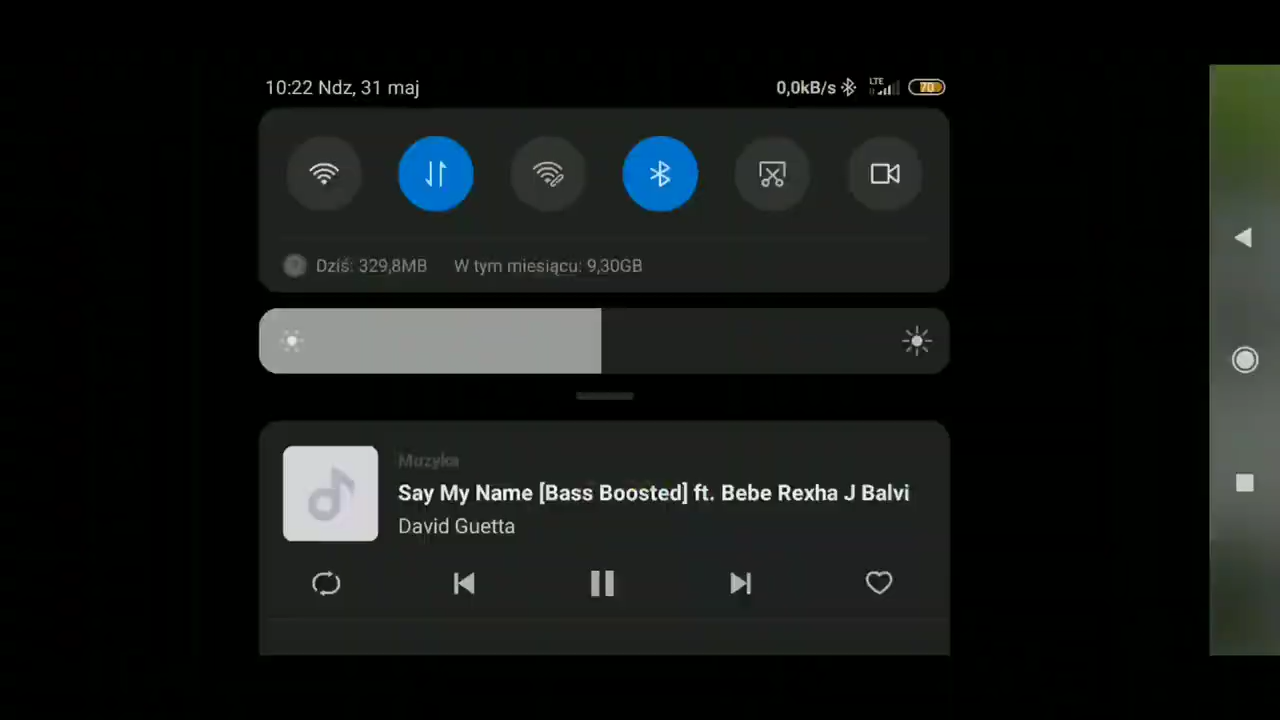 10:22 Ndz, 31 maj
0,0kB/s LTE 70
Dziś: 329,8MB W tym miesiącu: 9,30GB
Muzyka
Say My Name [Bass Boosted] ft. Bebe Rexha J Balvi
David Guetta